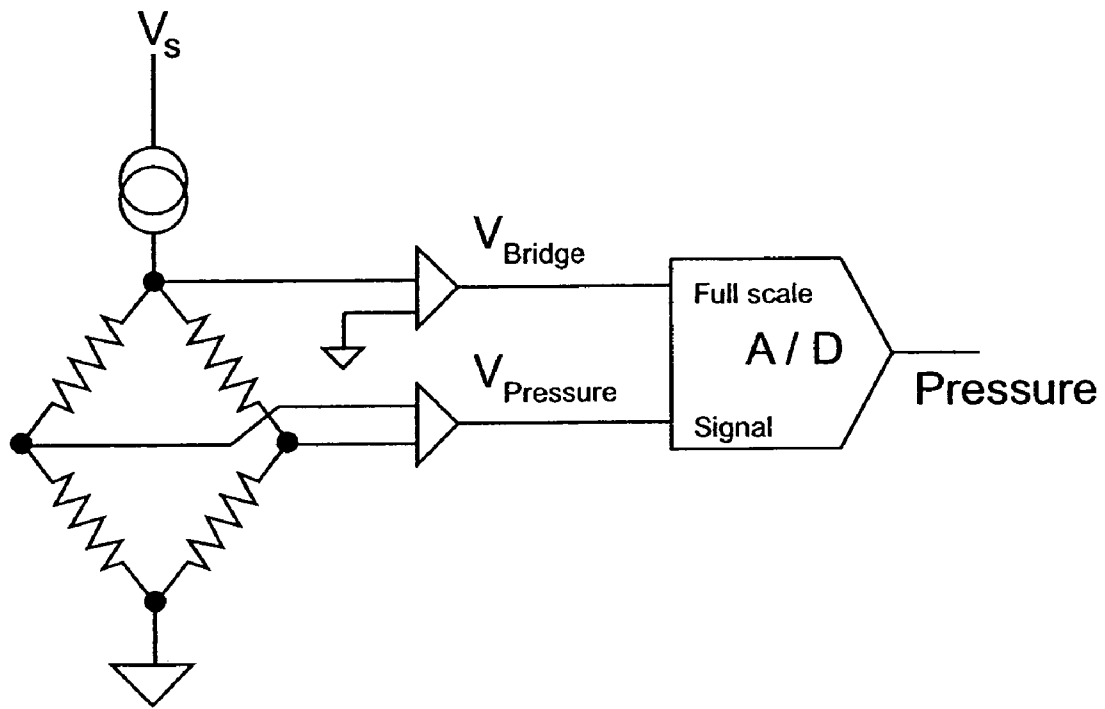 Vs
VBridge
Full scale
A / D
VPressure
Pressure
Signal